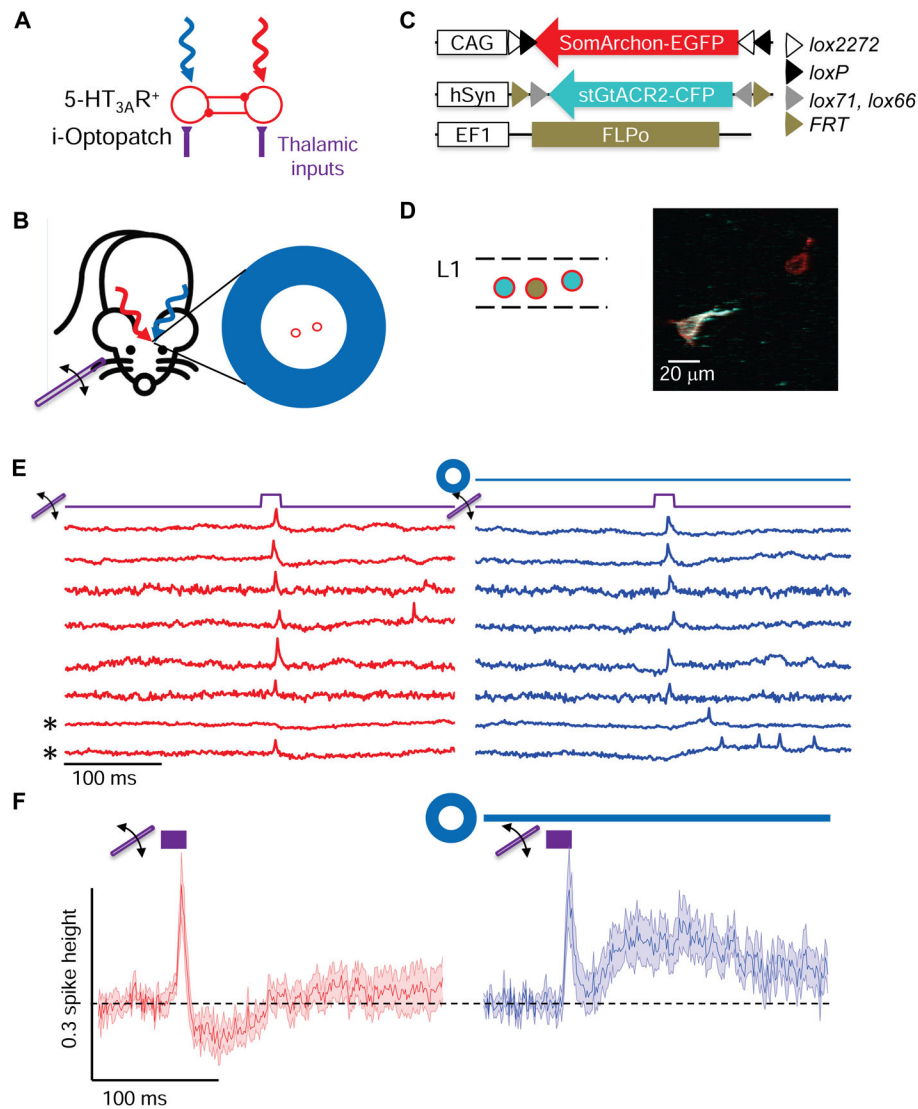 A
5-HT3AR+
i-Optopatch
Thalamic
inputs
B
C
CAG
SomArchon-EGFP
hSyn
stGtACR2-CFP
EF1
FLPo
lox2272
loxP
lox71, lox66
FRT
D
L1
20 μm
E
*
*
100 ms
F
0.3 spike height
100 ms